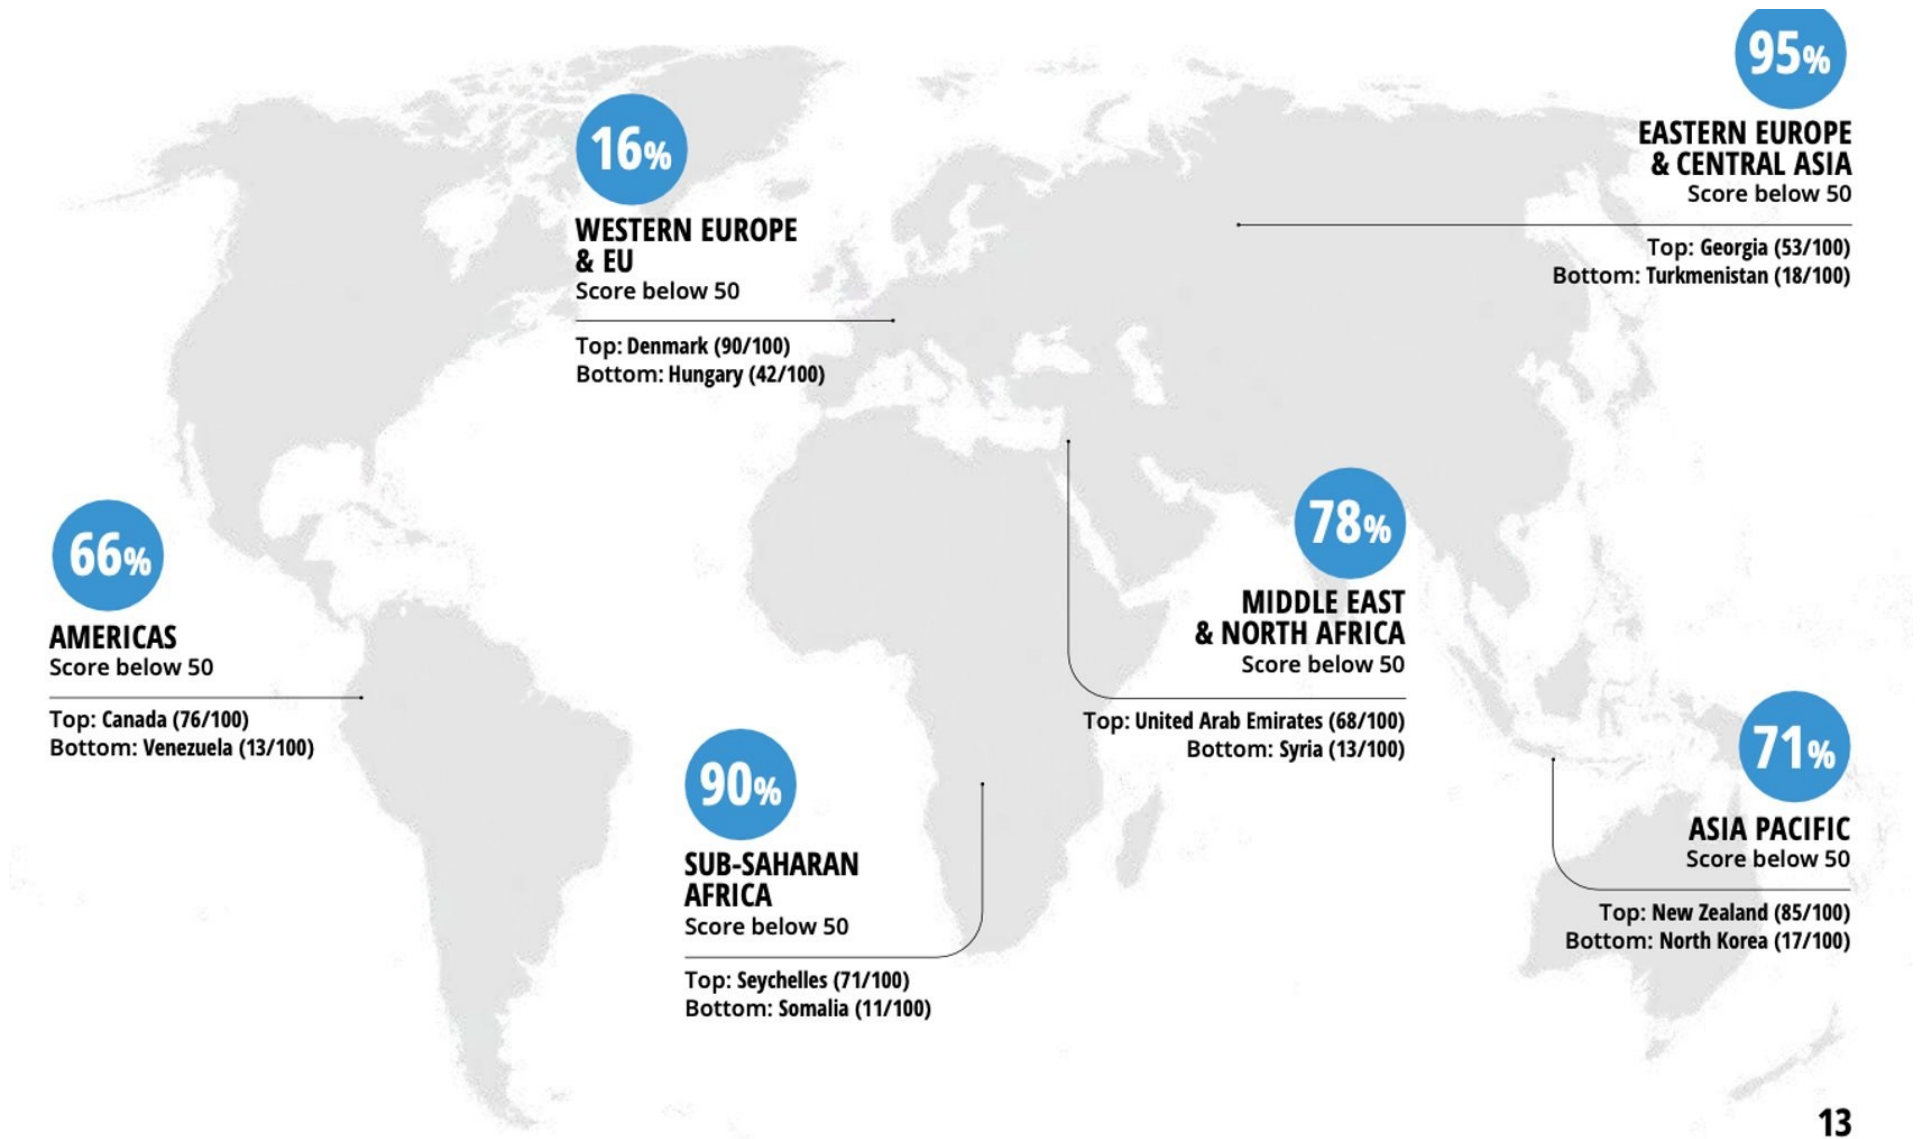 95%
EASTERN EUROPE
& CENTRAL ASIA
Score below 50
Top: Georgia (53/100)
Bottom: Turkmenistan (18/100)
16%
WESTERN EUROPE
& EU
Score below 50
Top: Denmark (90/100)
Bottom: Hungary (42/100)
78%
MIDDLE EAST
& NORTH AFRICA
Score below 50
Top: United Arab Emirates (68/100)
Bottom: Syria (13/100)
66%
AMERICAS
Score below 50
Top: Canada (76/100)
Bottom: Venezuela (13/100)
90%
SUB-SAHARAN
AFRICA
Score below 50
Top: Seychelles (71/100)
Bottom: Somalia (11/100)
71%
ASIA PACIFIC
Score below 50
Top: New Zealand (85/100)
Bottom: North Korea (17/100)
13